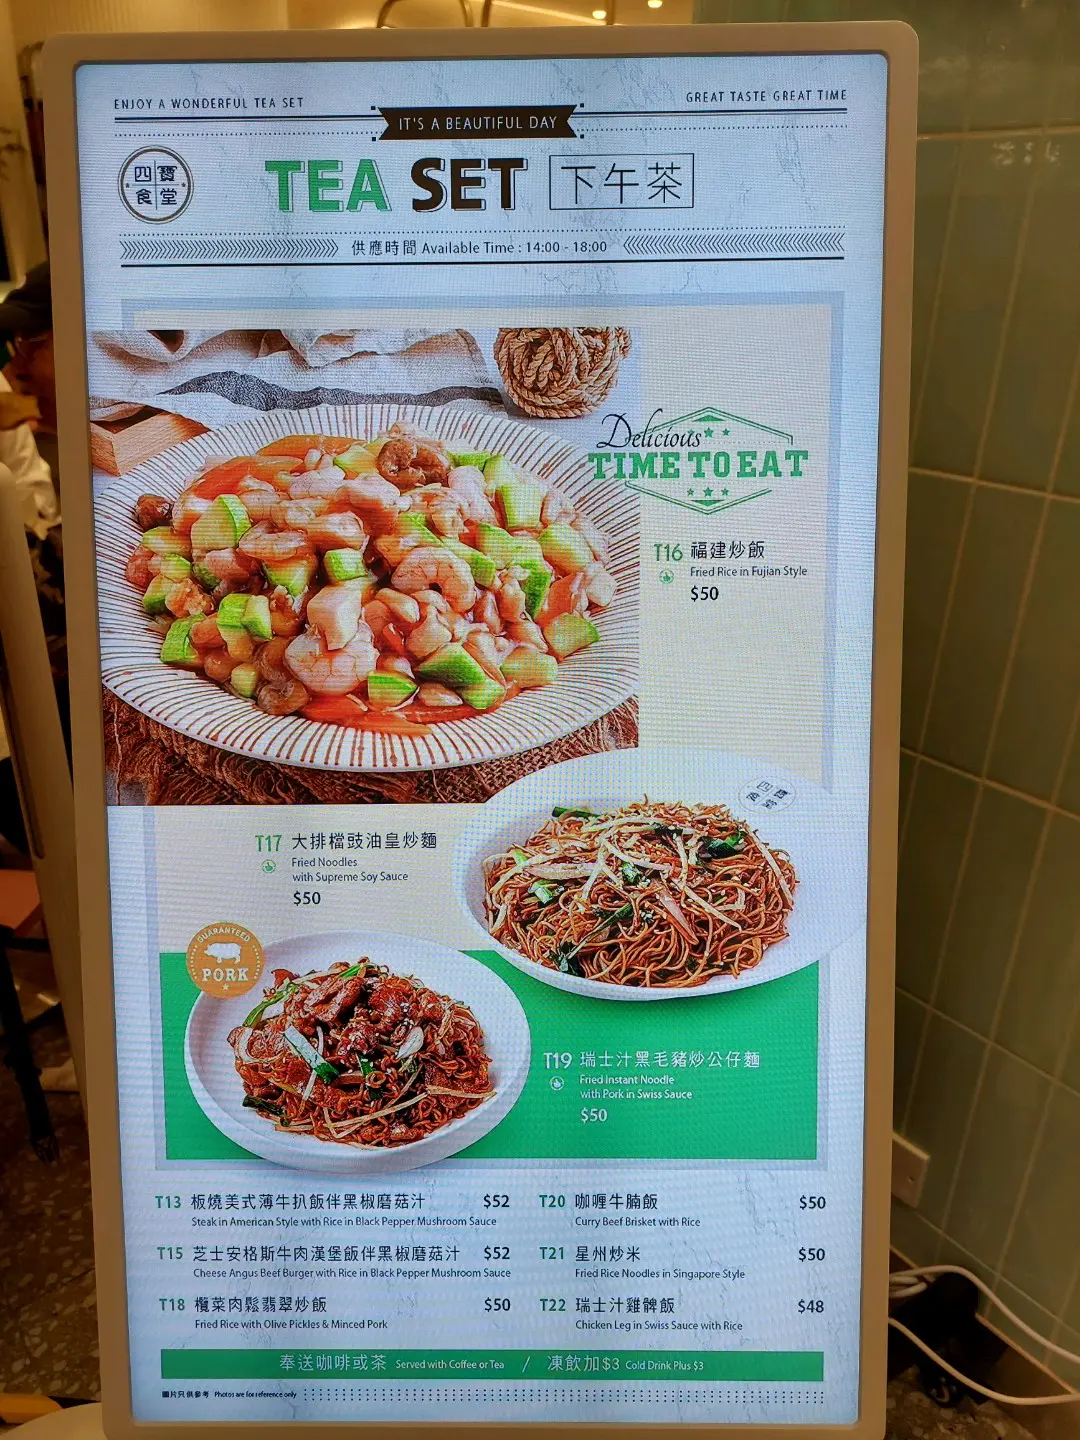 ENJOY A WONDERFUL TEA SET
GREAT TASTE GREAT TIME
IT'S A BEAUTIFUL DAY
四寶
食堂
TEA SET 下午茶
供應時間 Available Time : 14:00 - 18:00
Delicious
TIME TO EAT
T16 福建炒飯
Fried Rice in Fujian Style
$50
四寶
食堂
T17 大排檔豉油皇炒麵
Fried Noodles
with Supreme Soy Sauce
$50
GUARANTEED
PORK
T19 瑞士汁黑毛豬炒公仔麵
Fried Instant Noodle
with Pork in Swiss Sauce
$50
T13 板燒美式薄牛扒飯伴黑椒磨菇汁 $52
Steak in American Style with Rice in Black Pepper Mushroom Sauce
T15 芝士安格斯牛肉漢堡飯伴黑椒磨菇汁 $52
Cheese Angus Beef Burger with Rice in Black Pepper Mushroom Sauce
T18 欖菜肉鬆翡翠炒飯 $50
Fried Rice with Olive Pickles & Minced Pork
T20 咖喱牛腩飯 $50
Curry Beef Brisket with Rice
T21 星州炒米 $50
Fried Rice Noodles in Singapore Style
T22 瑞士汁雞髀飯 $48
Chicken Leg in Swiss Sauce with Rice
奉送咖啡或茶 Served with Coffee or Tea / 凍飲加$3 Cold Drink Plus $3
圖片只供參考 Photos are for reference only